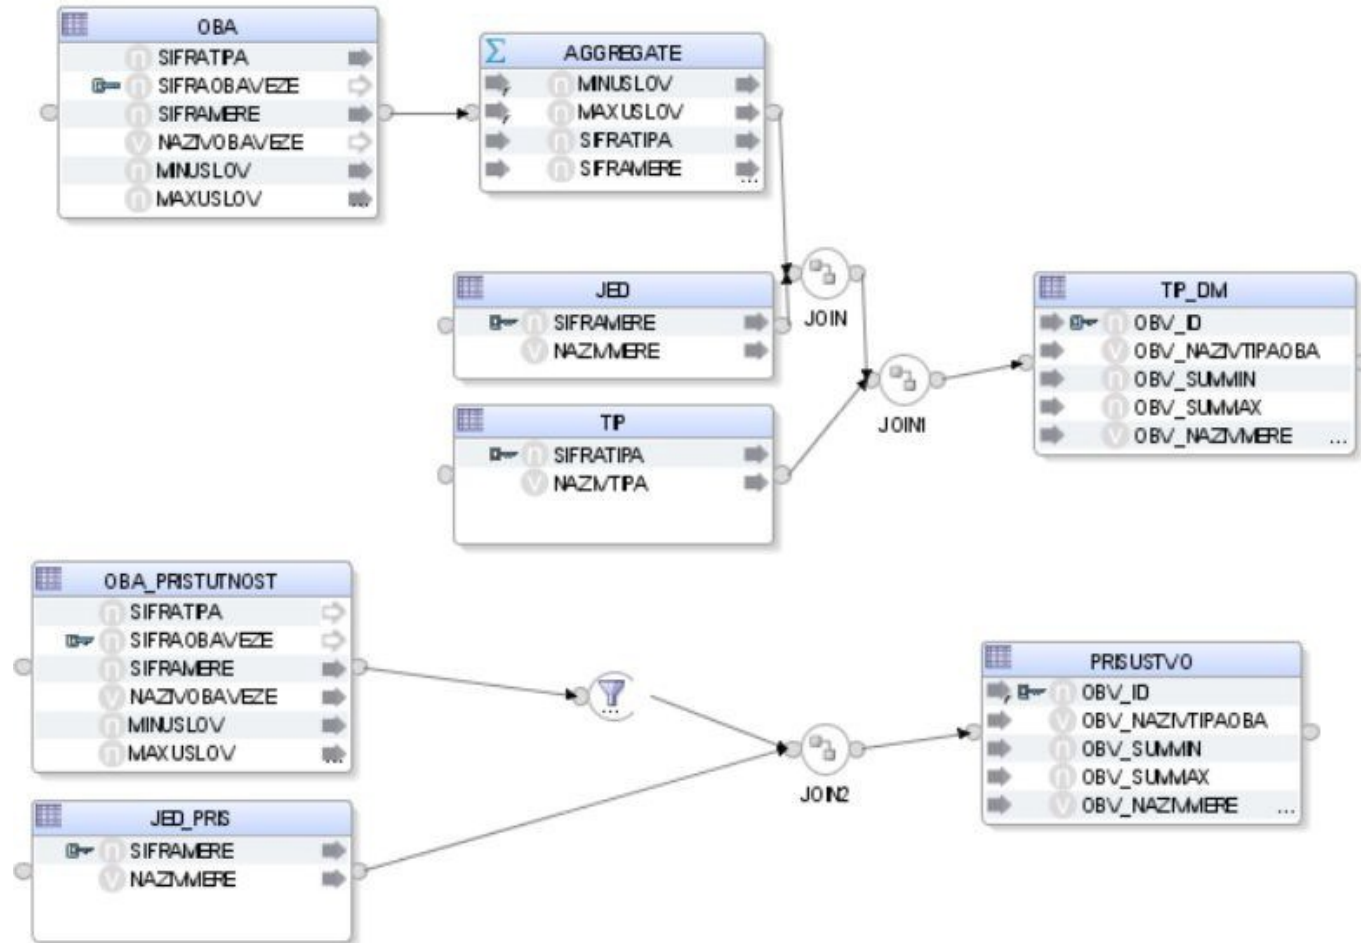 OBA
SIFRATIPA
SIFRAOBAVEZE
SIFRAMERE
NAZIVOBAVEZE
MINUSLOV
MAXUSLOV
...
AGGREGATE
MINUSLOV
MAXUSLOV
SIFRATIPA
SIFRAMERE
...
JED
SIFRAMERE
NAZIVMERE
JOIN
TIP
SIFRATIPA
NAZIVTIPA
JOIN1
TIP_DM
OBV_ID
OBV_NAZIVTIPAOBA
OBV_SUMMIN
OBV_SUMMAX
OBV_NAZIVMERE ...
OBA_PRISTUTNOST
SIFRATIPA
SIFRAOBAVEZE
SIFRAMERE
NAZIVOBAVEZE
MINUSLOV
MAXUSLOV
...
...
JED_PRIS
SIFRAMERE
NAZIVMERE
JOIN2
PRISUSTVO
OBV_ID
OBV_NAZIVTIPAOBA
OBV_SUMMIN
OBV_SUMMAX
OBV_NAZIVMERE ...